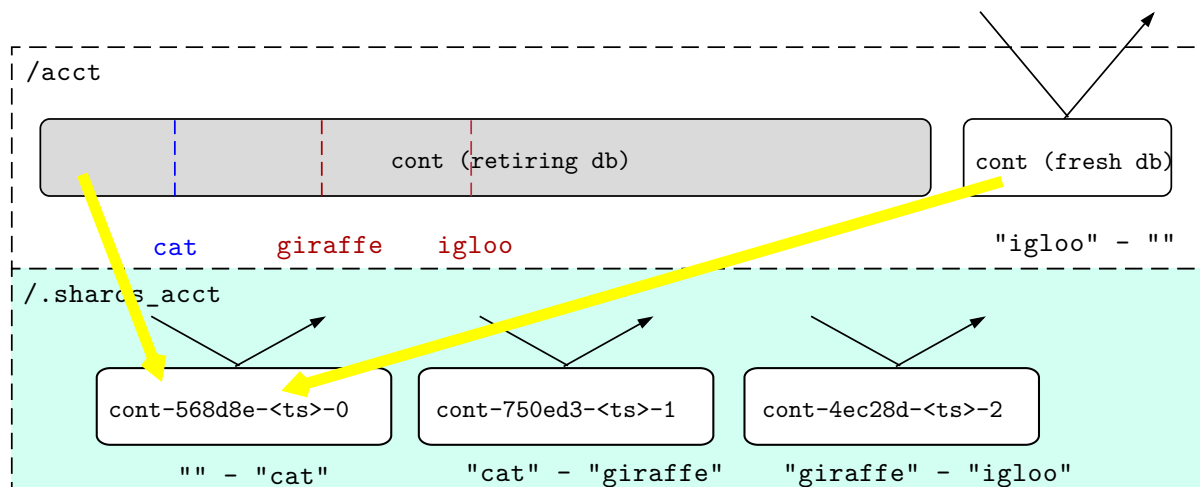 /acct
cont (retiring db)
cont (fresh db)
cat
giraffe
igloo
"igloo" - ""
/.shards_acct
cont-568d8e-<ts>-0
cont-750ed3-<ts>-1
cont-4ec28d-<ts>-2
"" - "cat"
"cat" - "giraffe"
"giraffe" - "igloo"